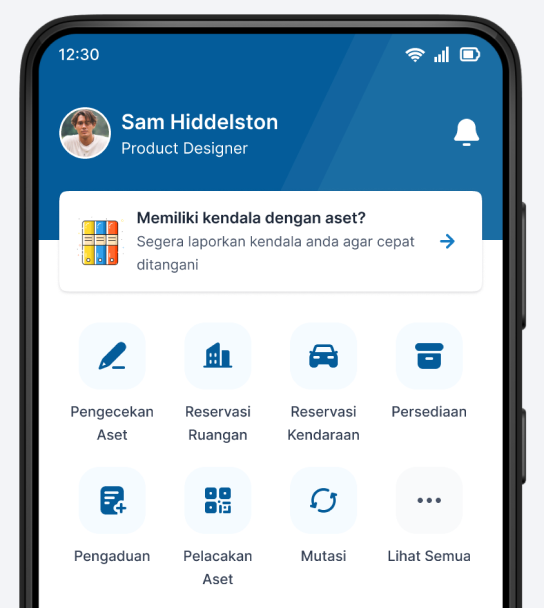 12:30
Sam Hiddelston
Product Designer
Memiliki kendala dengan aset?
Segera laporkan kendala anda agar cepat
ditangani
Pengecekan
Aset
Reservasi
Ruangan
Reservasi
Kendaraan
Persediaan
Pengaduan
Pelacakan
Aset
Mutasi
Lihat Semua